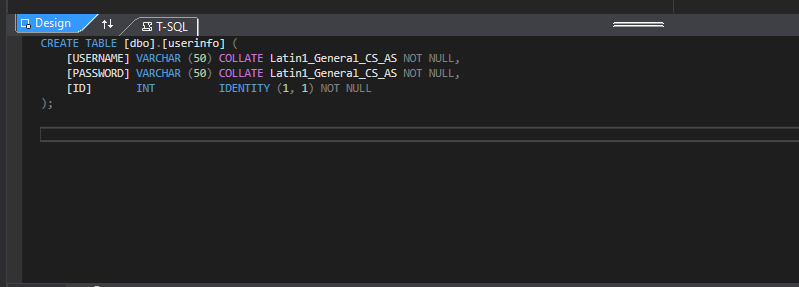 Design
T-SQL
CREATE TABLE [dbo].[userinfo] (
    [USERNAME] VARCHAR (50) COLLATE Latin1_General_CS_AS NOT NULL,
    [PASSWORD] VARCHAR (50) COLLATE Latin1_General_CS_AS NOT NULL,
    [ID]       INT          IDENTITY (1, 1) NOT NULL
);